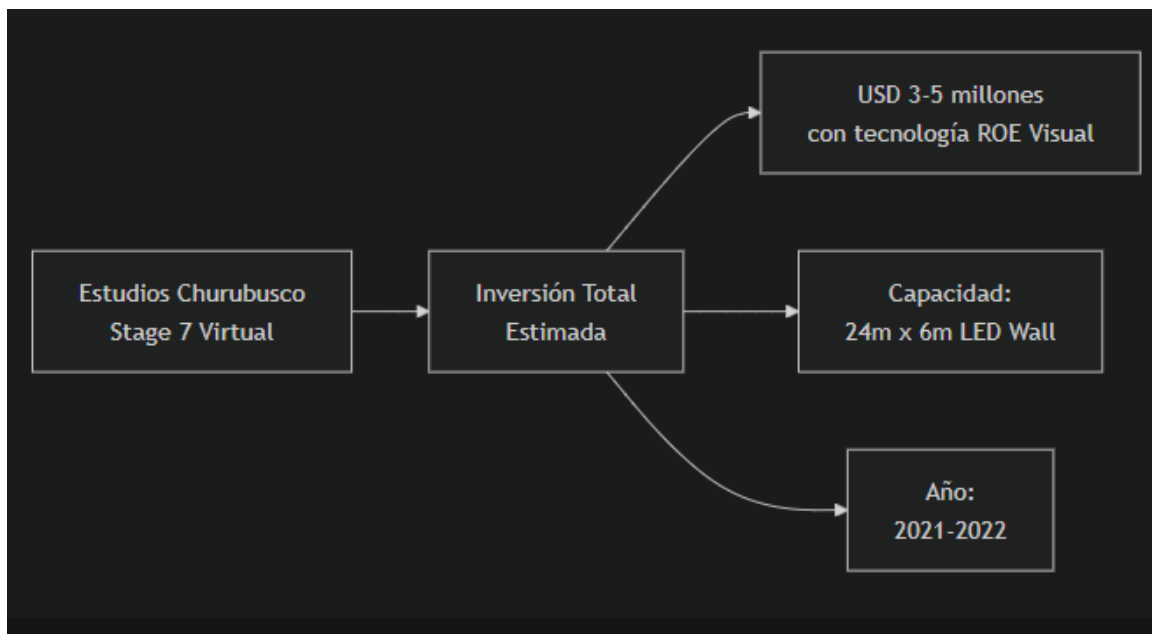 USD 3-5 millones
con tecnología ROE Visual
Estudios Churubusco
Stage 7 Virtual
Inversión Total
Estimada
Capacidad:
24m x 6m LED Wall
Año:
2021-2022